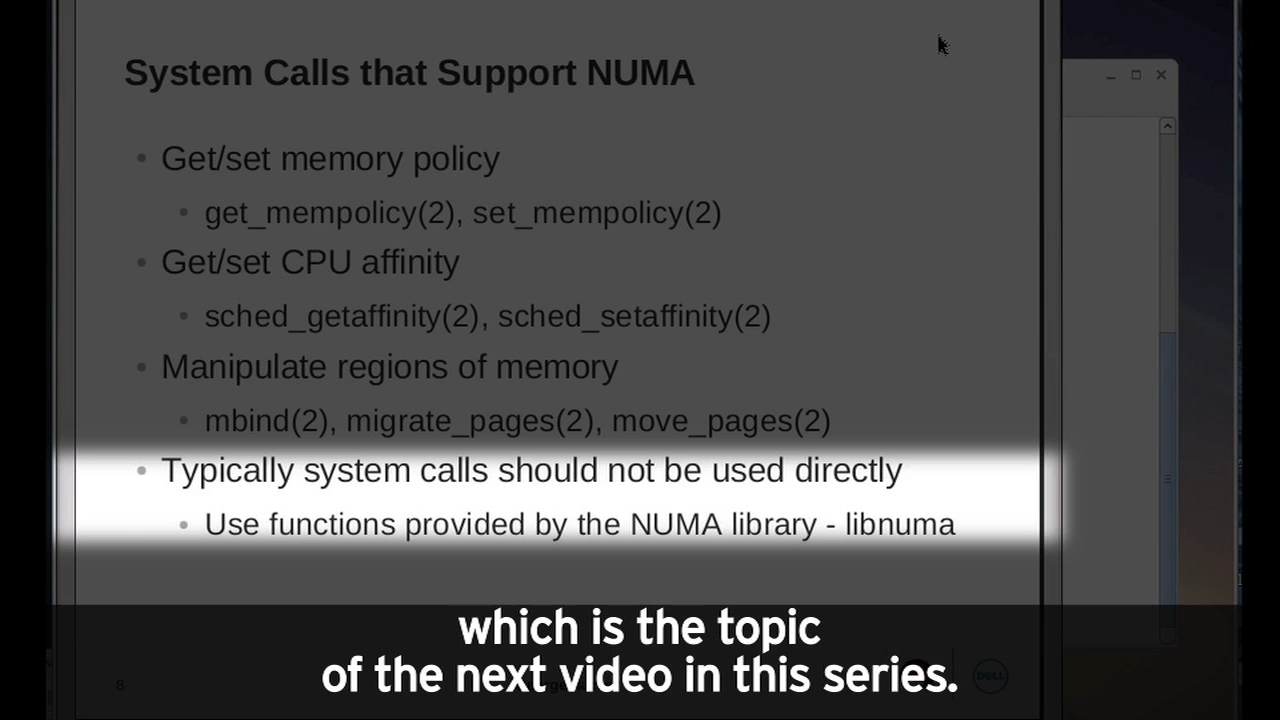 System Calls that Support NUMA
• Get/set memory policy
• get_mempolicy(2), set_mempolicy(2)
• Get/set CPU affinity
• sched_getaffinity(2), sched_setaffinity(2)
• Manipulate regions of memory
• mbind(2), migrate_pages(2), move_pages(2)
• Typically system calls should not be used directly
• Use functions provided by the NUMA library - libnuma
which is the topic
of the next video in this series.
8
DELL